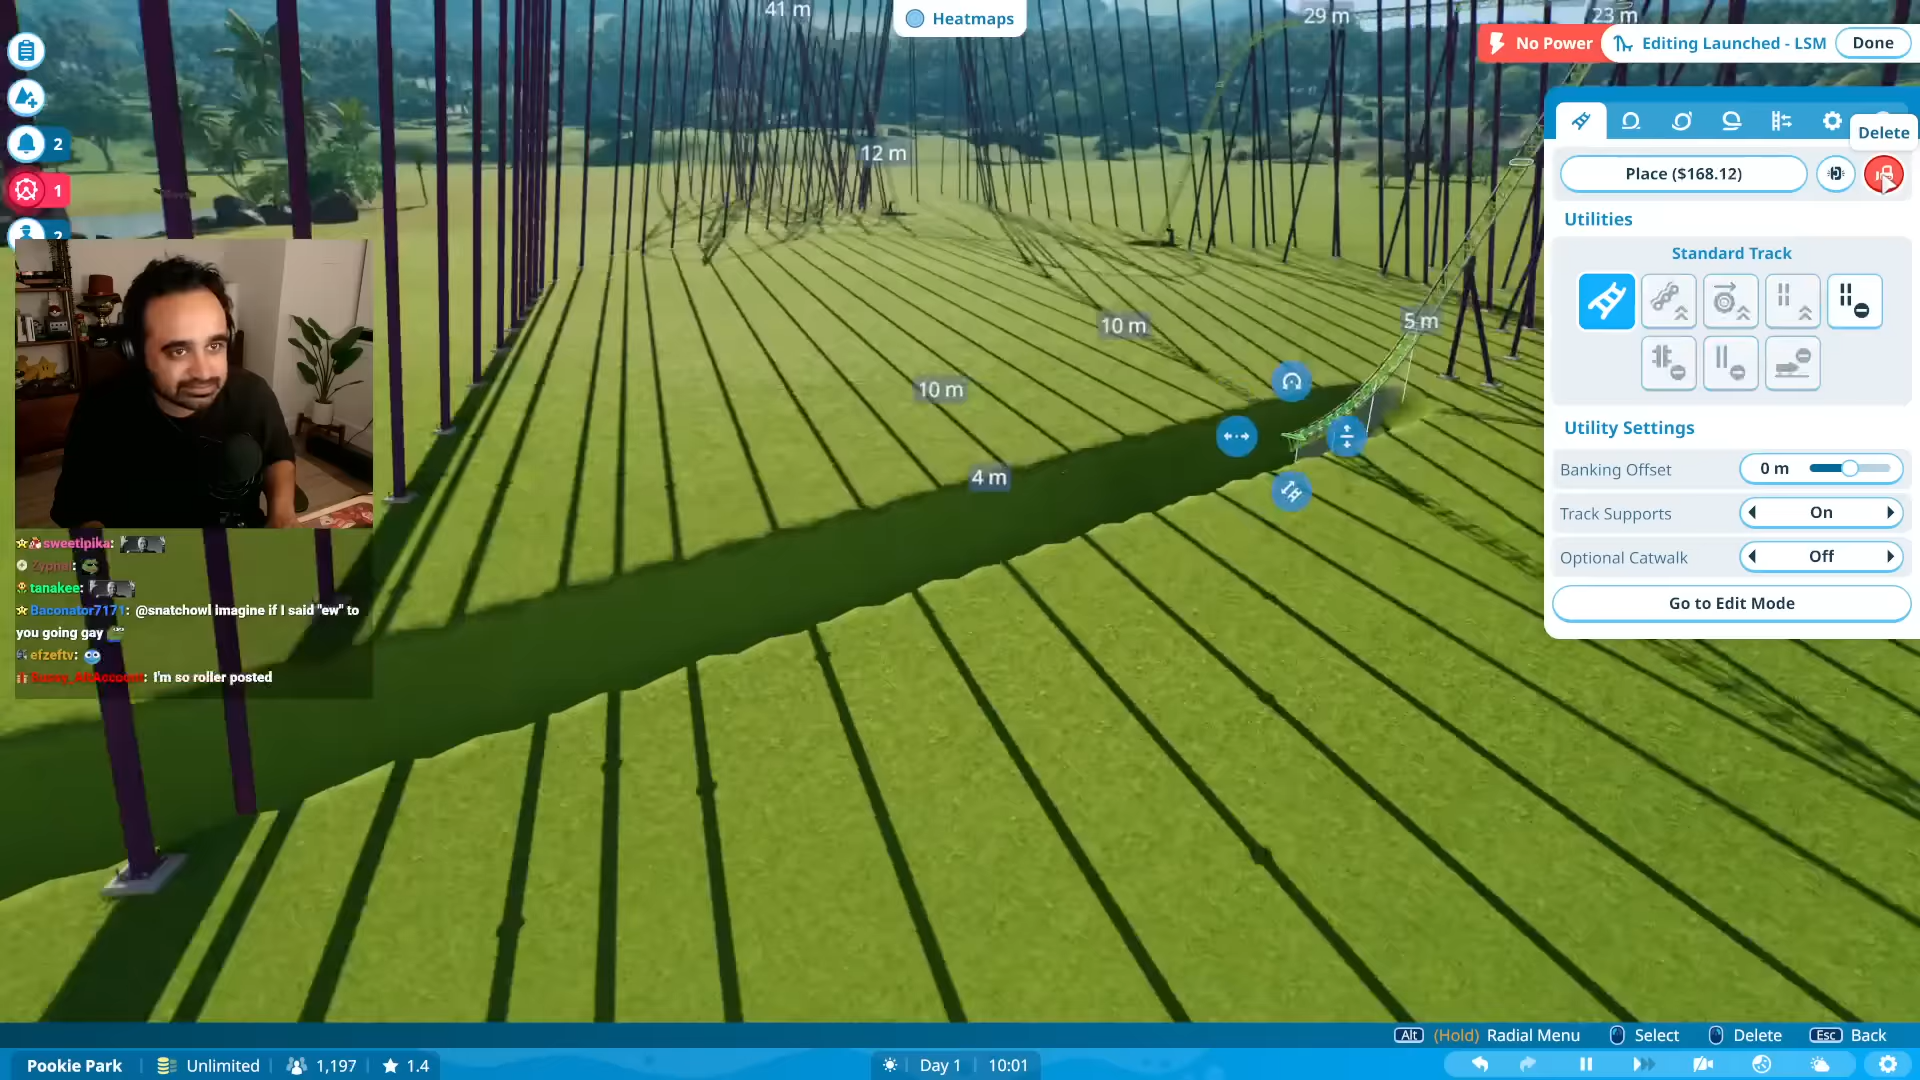 41 m
Heatmaps
29 m
23 m
No Power
Editing Launched - LSM
Done
2
1
2
12 m
10 m
10 m
5 m
4 m
Delete
Place ($168.12)
Utilities
Standard Track
Utility Settings
Banking Offset
0 m
Track Supports
On
Optional Catwalk
Off
Go to Edit Mode
sweetipika:
tanakee:
Baconator7171: @snatchowl imagine if I said "ew" to
you going gay
efzeftv:
I'm so roller posted
Alt (Hold) Radial Menu Select Delete Esc Back
Pookie Park Unlimited 1,197 1.4 Day 1 10:01